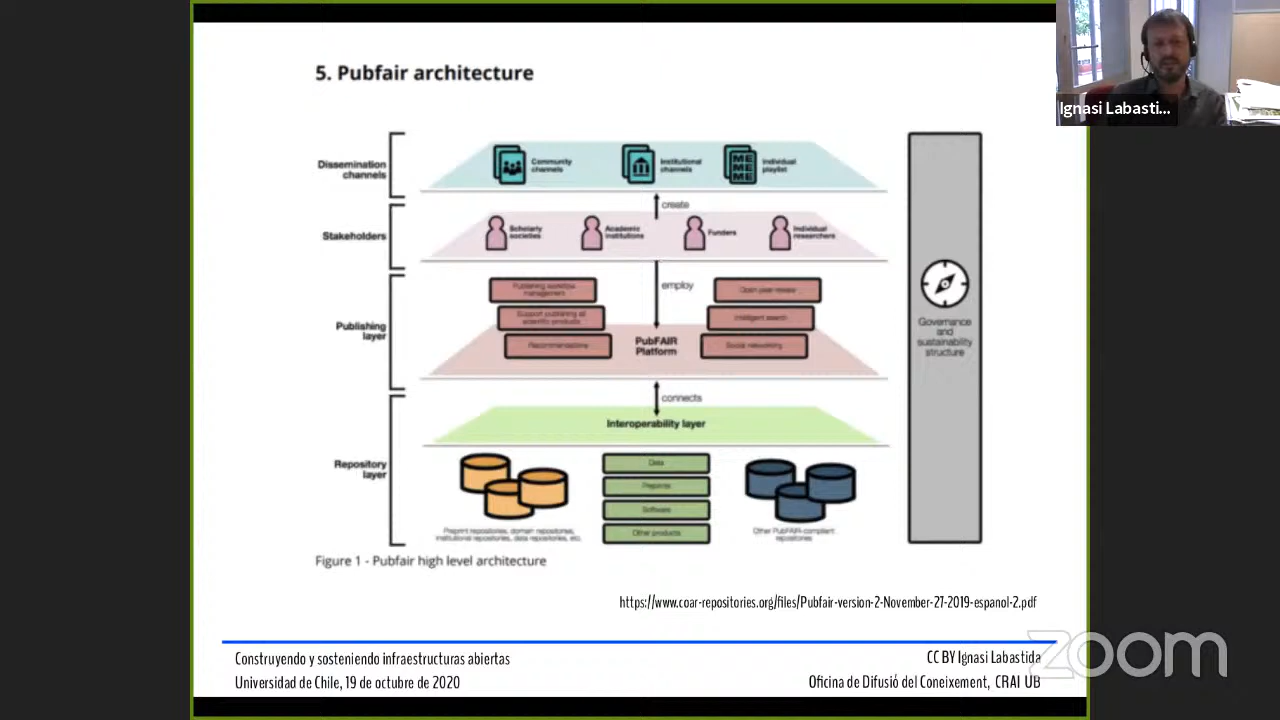 Ignasi Labasti...
5. Pubfair architecture
Dissemination
channels
Community
channels
Institutional
channels
ME ME
ME ME
ME ME
Individual
playlist
create
Stakeholders
Scholarly
societies
Academic
institutions
Funders
Individual
researchers
employ
Publishing
layer
Publishing workflow
management
Support publishing all
scientific products
Recommendations
PubFAIR
Platform
Open peer review
Intelligent search
Social networking
connects
Interoperability layer
Repository
layer
Preprint repositories, domain repositories,
institutional repositories, data repositories, etc.
Data
Preprints
Software
Other products
Other PubFAIR-compliant
repositories
Governance
and
sustainability
structure
Figure 1 - Pubfair high level architecture
https://www.coar-repositories.org/files/Pubfair-version-2-November-27-2019-espanol-2.pdf
Construyendo y sosteniendo infraestructuras abiertas
Universidad de Chile, 19 de octubre de 2020
CC BY Ignasi Labastida
Oficina de Difusió del Coneixement, CRAI UB
zoom